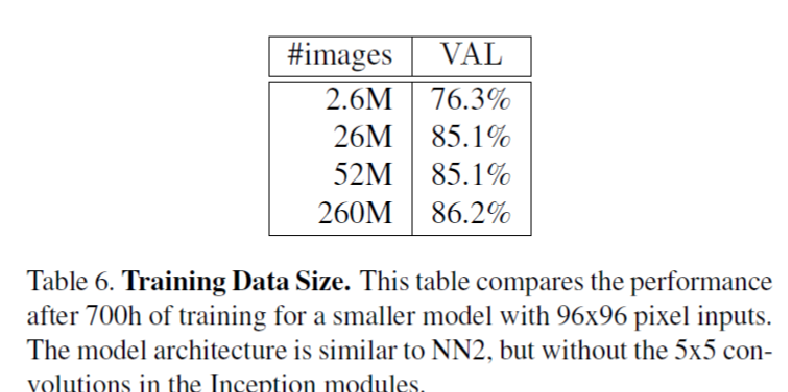 #images VAL
2.6M 76.3%
26M 85.1%
52M 85.1%
260M 86.2%
Table 6. Training Data Size. This table compares the performance
after 700h of training for a smaller model with 96x96 pixel inputs.
The model architecture is similar to NN2, but without the 5x5 con-
volutions in the Inception modules.